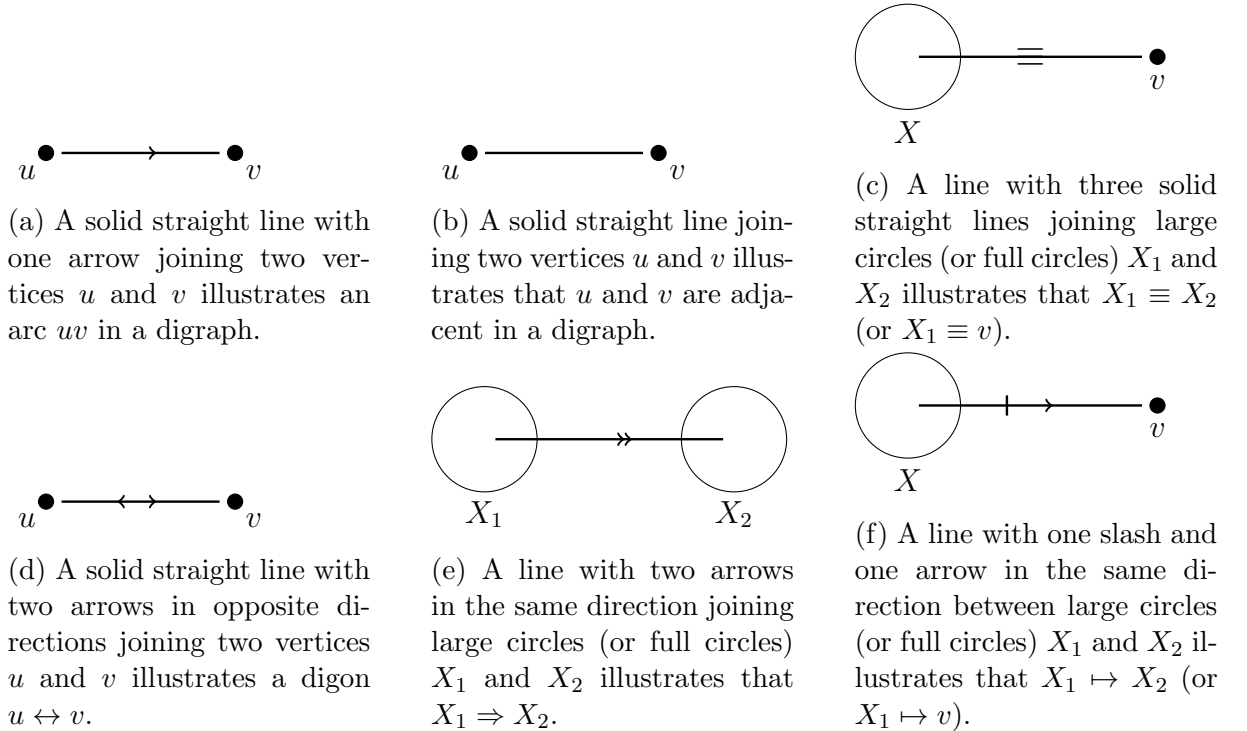 u
v
(a) A solid straight line with
one arrow joining two ver-
tices u and v illustrates an
arc uv in a digraph.
u
v
(b) A solid straight line join-
ing two vertices u and v illus-
trates that u and v are adja-
cent in a digraph.
X
v
(c) A line with three solid
straight lines joining large
circles (or full circles) X₁ and
X₂ illustrates that X₁ ≡ X₂
(or X₁ ≡ v).
u
v
(d) A solid straight line with
two arrows in opposite di-
rections joining two vertices
u and v illustrates a digon
u ↔ v.
X₁
X₂
(e) A line with two arrows
in the same direction joining
large circles (or full circles)
X₁ and X₂ illustrates that
X₁ ⇒ X₂.
X
v
(f) A line with one slash and
one arrow in the same di-
rection between large circles
(or full circles) X₁ and X₂ il-
lustrates that X₁ ↦ X₂ (or
X₁ ↦ v).